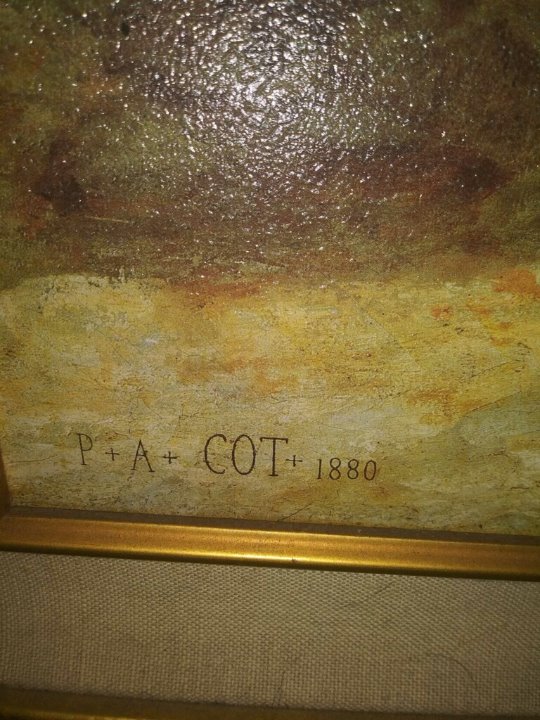 P + A + COT + 1880